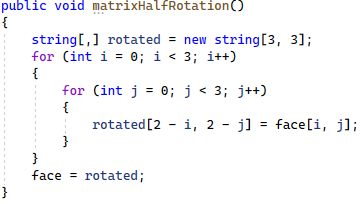 public void matrixHalfRotation()
{
    string[,] rotated = new string[3, 3];
    for (int i = 0; i < 3; i++)
    {
        for (int j = 0; j < 3; j++)
        {
            rotated[2 - i, 2 - j] = face[i, j];
        }
    }
    face = rotated;
}